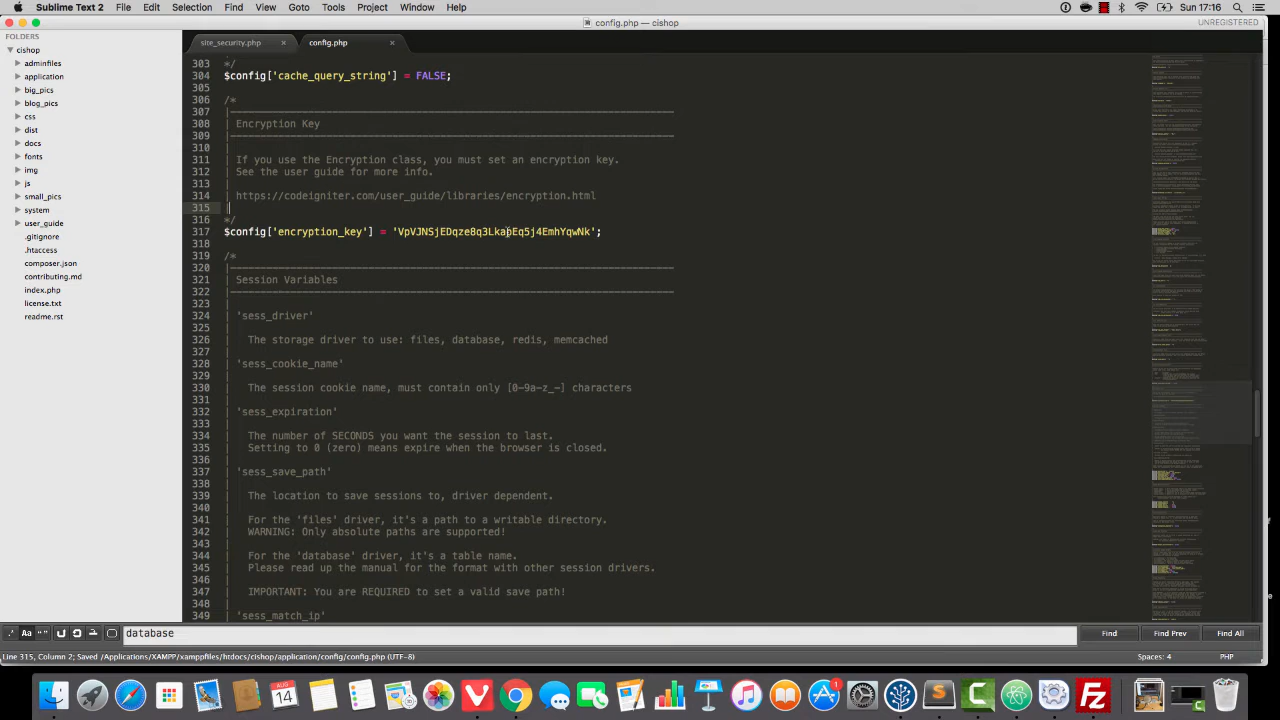 Sublime Text 2 File Edit Selection Find View Goto Tools Project Window Help Sun 17:16
config.php — cishop UNREGISTERED
FOLDERS
cishop
adminfiles
application
big_pics
blog_pics
css
dist
docs
fonts
img
js
small_pics
system
user_guide
.gitignore
.htaccess
composer.json
contributing.md
index.php
license.txt
readme.rst
site_security.php config.php
303 */
304 $config['cache_query_string'] = FALSE;
305
306 /*
307 |--------------------------------------------------------------------------
308 | Encryption Key
309 |--------------------------------------------------------------------------
310 |
311 | If you use the Encryption class, you must set an encryption key.
312 | See the user guide for more info.
313 |
314 | https://codeigniter.com/user_guide/libraries/encryption.html
315 |
316 */
317
318
319 /*
320 |--------------------------------------------------------------------------
321 | Session Variables
322 |--------------------------------------------------------------------------
323 |
324 | 'sess_driver'
325 |
326 | The storage driver to use: files, database, redis, memcached
327 |
328 | 'sess_cookie_name'
329 |
330 | The session cookie name, must contain only [0-9a-z_-] characters
331 |
332 | 'sess_expiration'
333 |
334 | The number of SECONDS you want the session to last.
335 | Setting to 0 (zero) means expire when the browser is closed.
336 |
337 | 'sess_save_path'
338 |
339 | The location to save sessions to, driver dependent.
340 |
341 | For the 'files' driver, it's a path to a writable directory.
342 | WARNING: Only absolute paths are supported!
343 |
344 | For the 'database' driver, it's a table name.
345 | Please read up the manual for the format with other session drivers.
346 |
347 | IMPORTANT: You are REQUIRED to set a valid save path!
348 |
349 | 'sess_match_ip'
.* Aa "" database Find Find Prev Find All
Line 315, Column 2; Saved /Applications/XAMPP/xamppfiles/htdocs/cishop/application/config/config.php (UTF-8) Spaces: 4 PHP
AUG
14
1